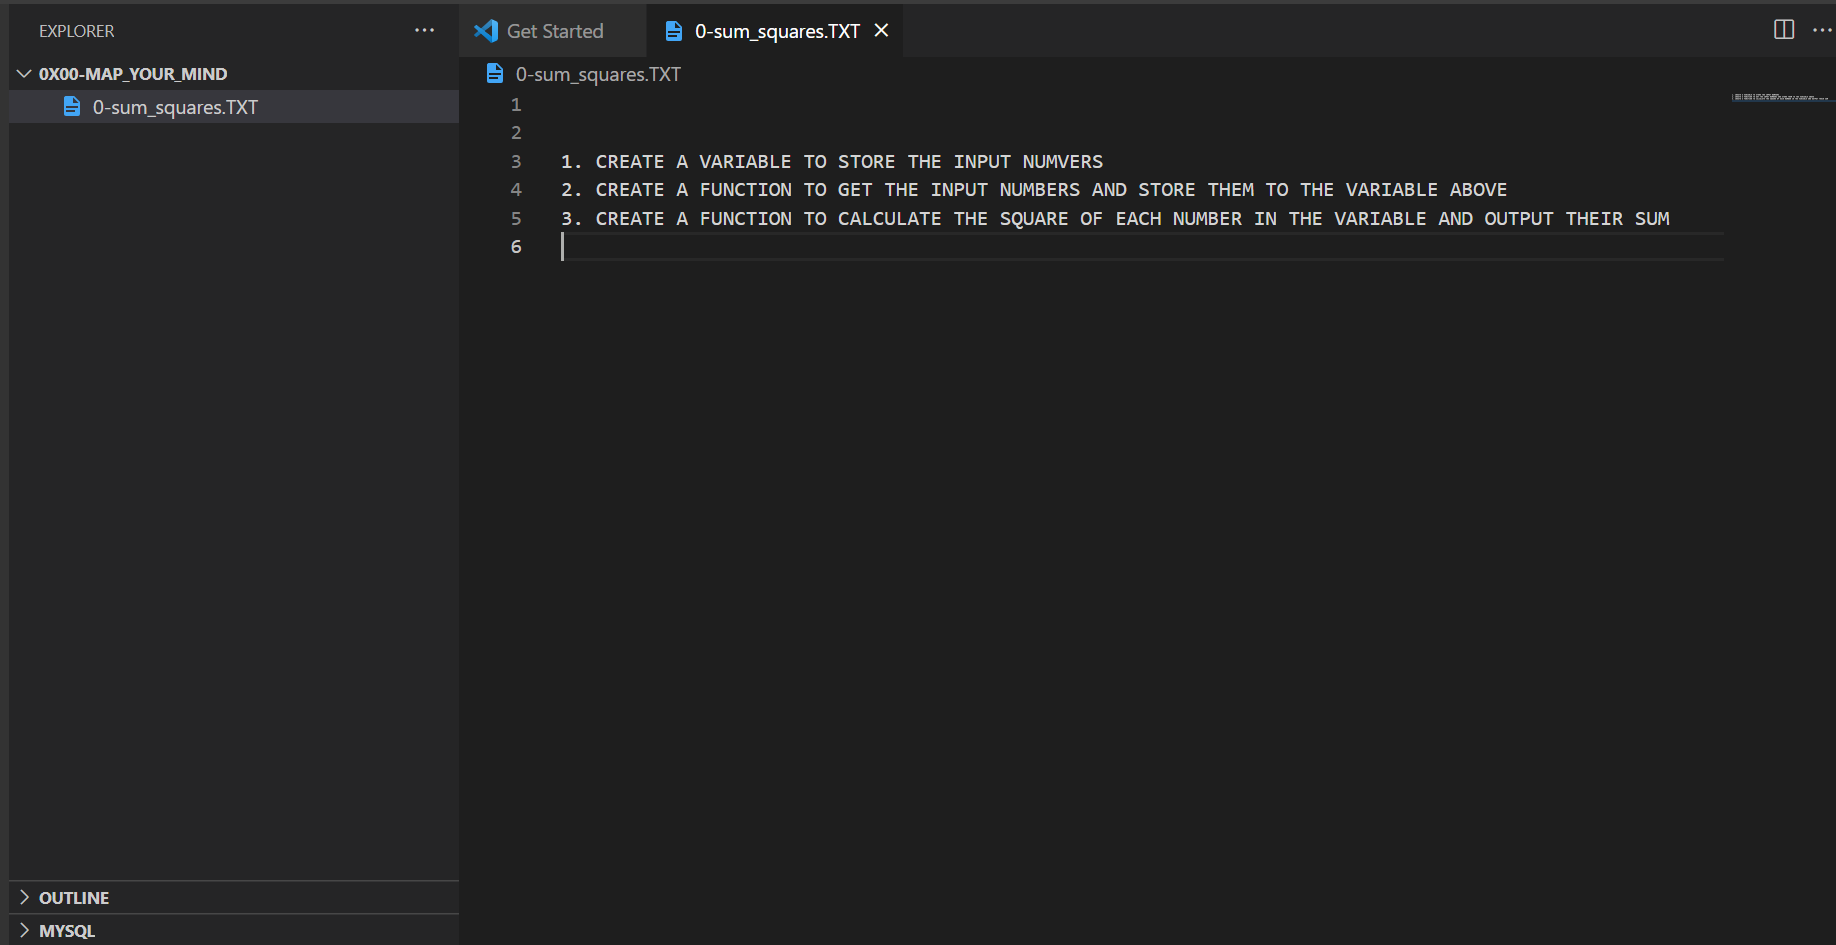 EXPLORER
0X00-MAP_YOUR_MIND
0-sum_squares.TXT
OUTLINE
MYSQL
Get Started
0-sum_squares.TXT
0-sum_squares.TXT
1
2
3 1. CREATE A VARIABLE TO STORE THE INPUT NUMVERS
4 2. CREATE A FUNCTION TO GET THE INPUT NUMBERS AND STORE THEM TO THE VARIABLE ABOVE
5 3. CREATE A FUNCTION TO CALCULATE THE SQUARE OF EACH NUMBER IN THE VARIABLE AND OUTPUT THEIR SUM
6